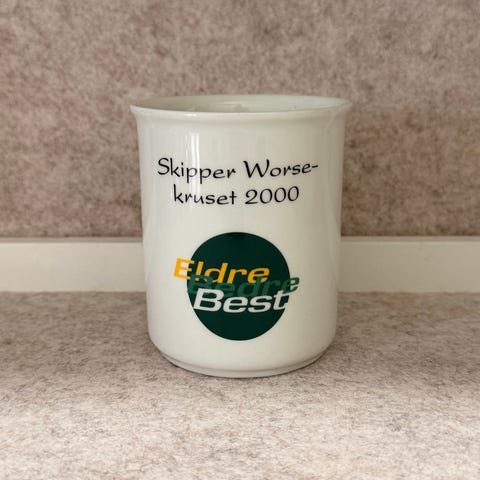 Skipper Worse-
kruset 2000
Eldre
Bedre
Best